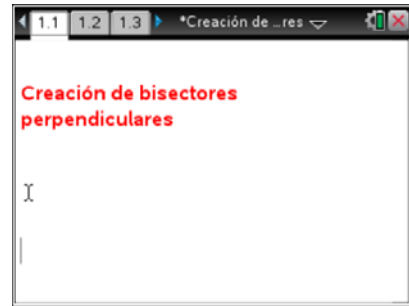 1.1 1.2 1.3 *Creación de ...res
Creación de bisectores
perpendiculares